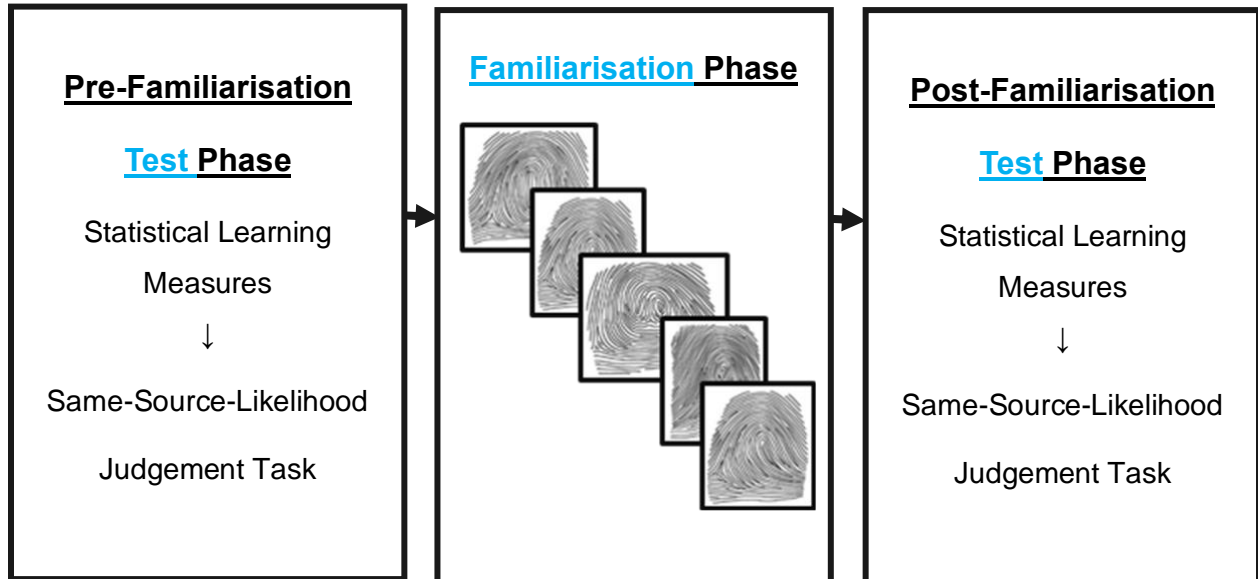 Pre-Familiarisation
Test Phase
Statistical Learning
Measures
↓
Same-Source-Likelihood
Judgement Task
Familiarisation Phase
Post-Familiarisation
Test Phase
Statistical Learning
Measures
↓
Same-Source-Likelihood
Judgement Task